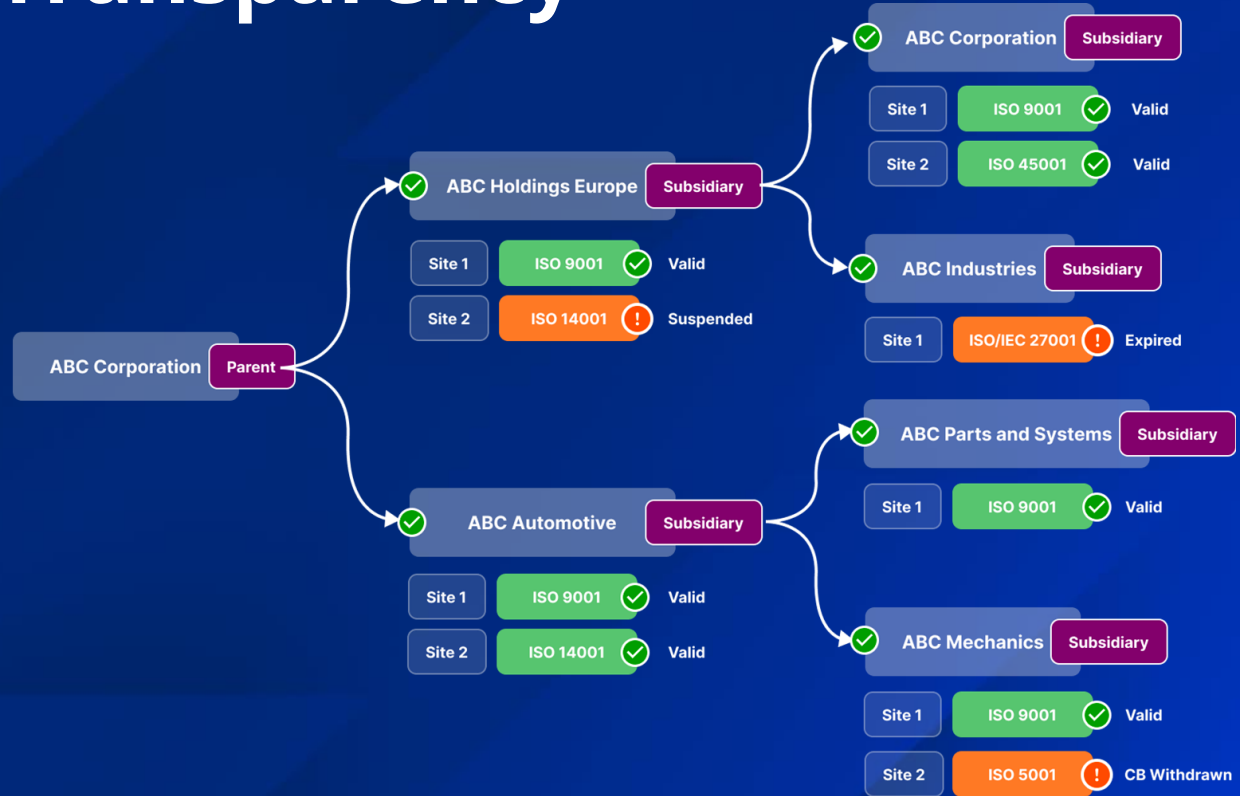 Transparency
ABC Corporation Parent
ABC Holdings Europe Subsidiary
Site 1 ISO 9001 Valid
Site 2 ISO 14001 ! Suspended
ABC Automotive Subsidiary
Site 1 ISO 9001 Valid
Site 2 ISO 14001 Valid
ABC Corporation Subsidiary
Site 1 ISO 9001 Valid
Site 2 ISO 45001 Valid
ABC Industries Subsidiary
Site 1 ISO/IEC 27001 ! Expired
ABC Parts and Systems Subsidiary
Site 1 ISO 9001 Valid
ABC Mechanics Subsidiary
Site 1 ISO 9001 Valid
Site 2 ISO 5001 ! CB Withdrawn